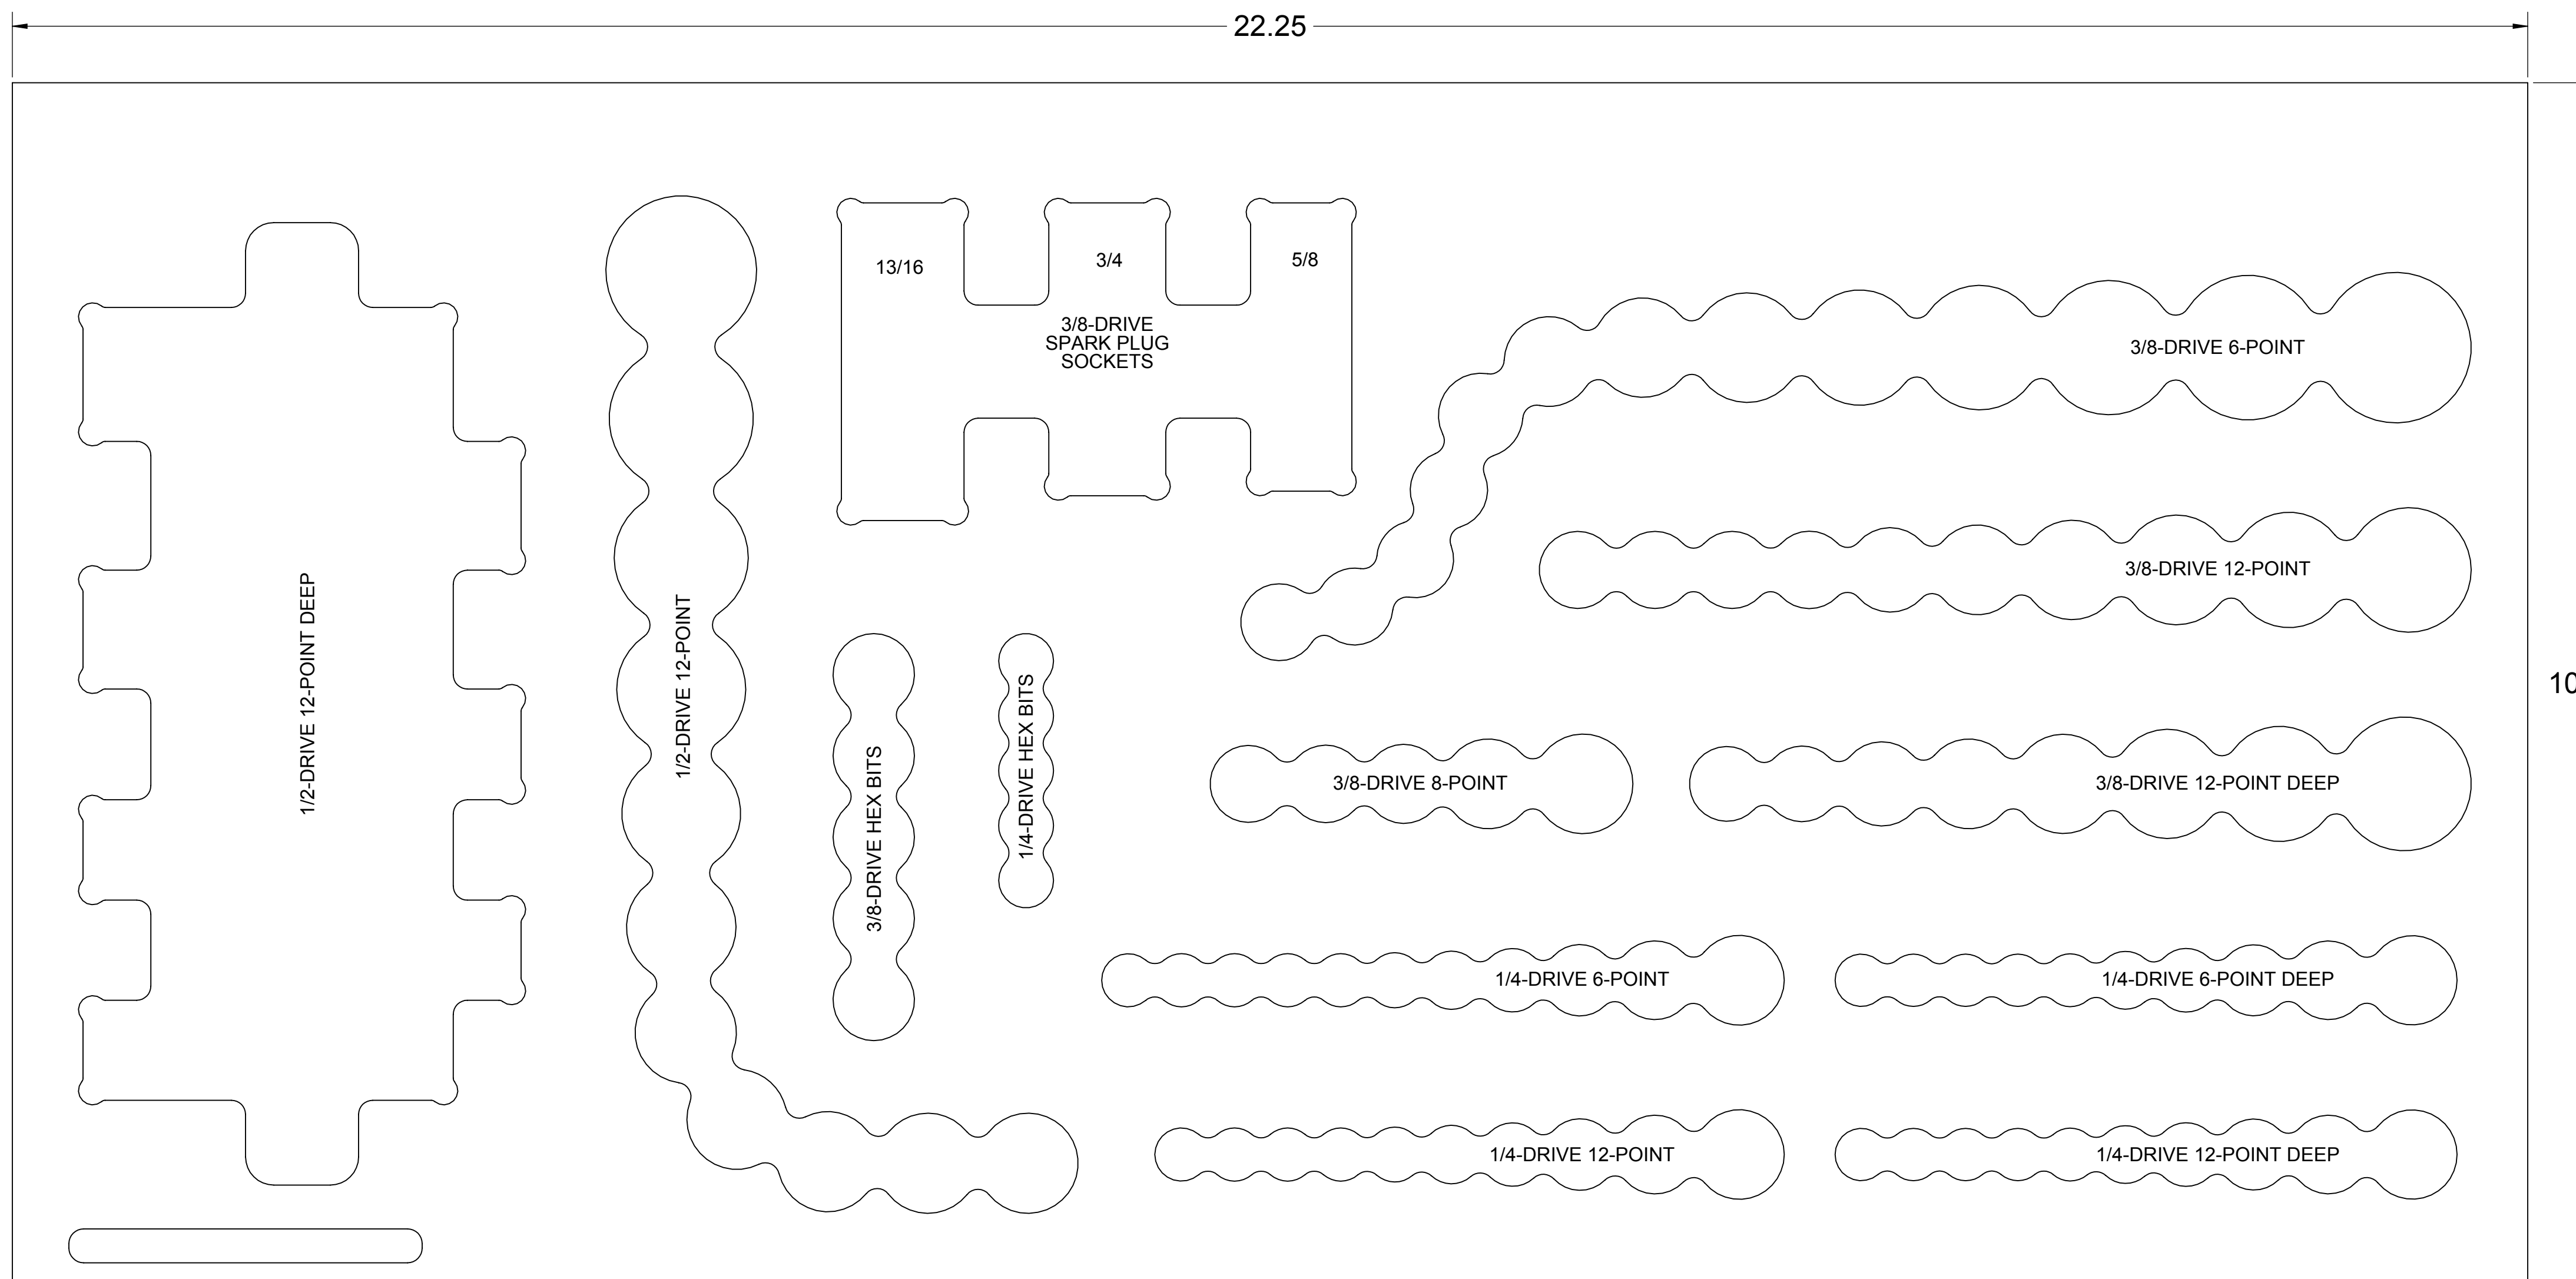 22.25
13/16
3/4
5/8
3/8-DRIVE
SPARK PLUG
SOCKETS
3/8-DRIVE 6-POINT
3/8-DRIVE 12-POINT
1/2-DRIVE 12-POINT DEEP
1/2-DRIVE 12-POINT
3/8-DRIVE HEX BITS
1/4-DRIVE HEX BITS
10
3/8-DRIVE 8-POINT
3/8-DRIVE 12-POINT DEEP
1/4-DRIVE 6-POINT
1/4-DRIVE 6-POINT DEEP
1/4-DRIVE 12-POINT
1/4-DRIVE 12-POINT DEEP